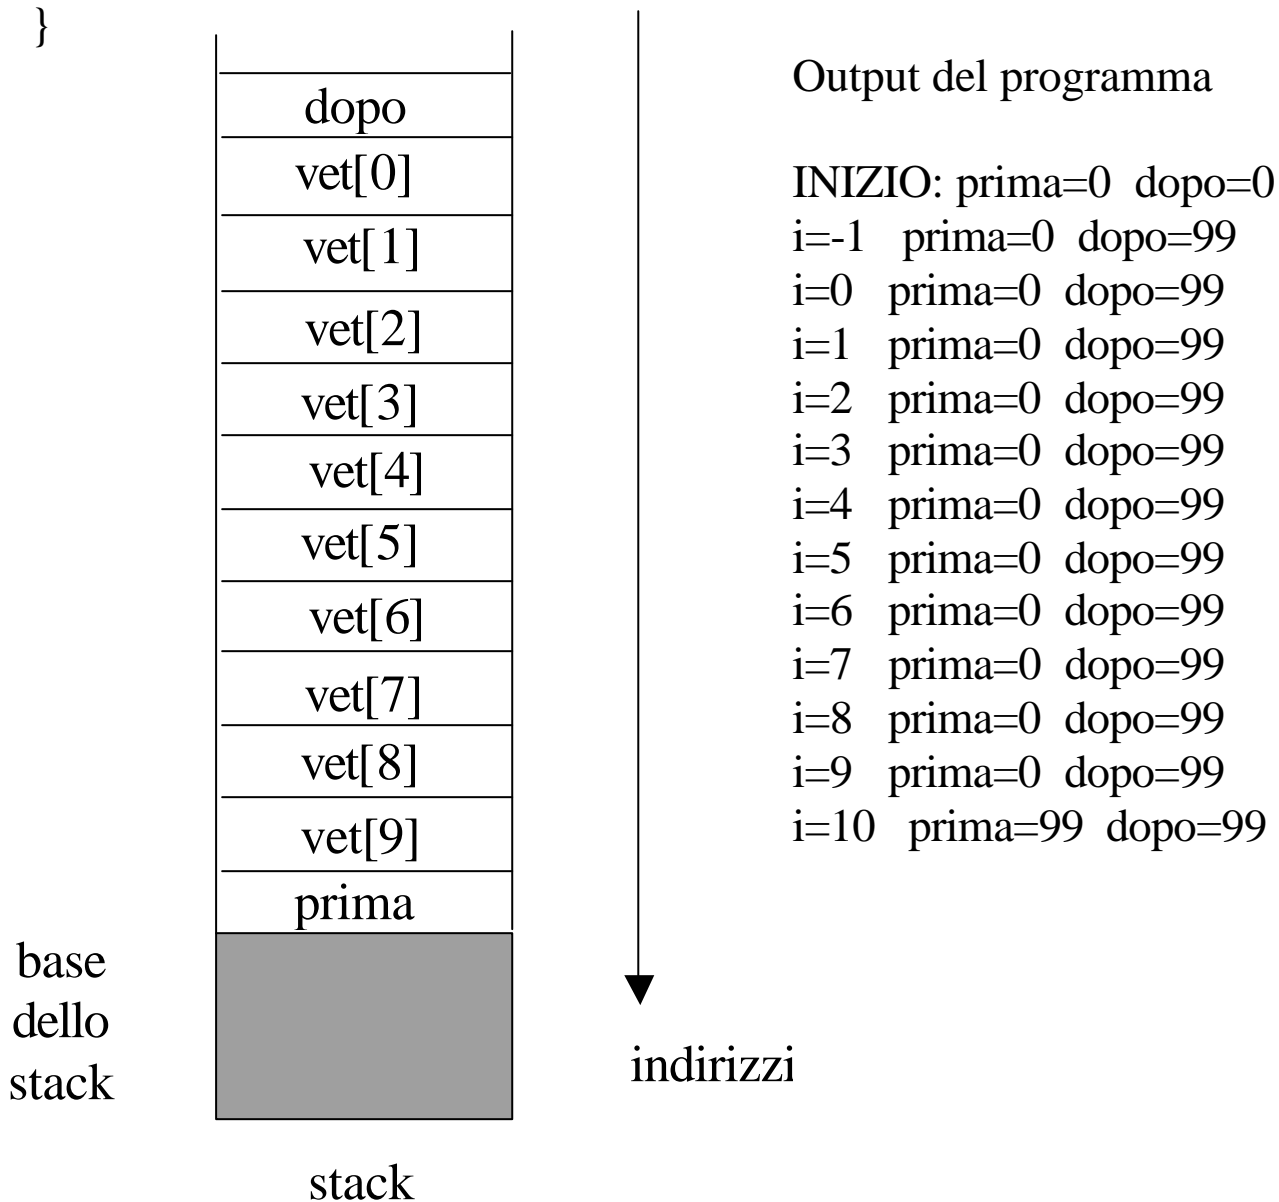 }
dopo
vet[0]
vet[1]
vet[2]
vet[3]
vet[4]
vet[5]
vet[6]
vet[7]
vet[8]
vet[9]
prima
base
dello
stack
stack
indirizzi
Output del programma
INIZIO: prima=0 dopo=0
i=-1 prima=0 dopo=99
i=0 prima=0 dopo=99
i=1 prima=0 dopo=99
i=2 prima=0 dopo=99
i=3 prima=0 dopo=99
i=4 prima=0 dopo=99
i=5 prima=0 dopo=99
i=6 prima=0 dopo=99
i=7 prima=0 dopo=99
i=8 prima=0 dopo=99
i=9 prima=0 dopo=99
i=10 prima=99 dopo=99